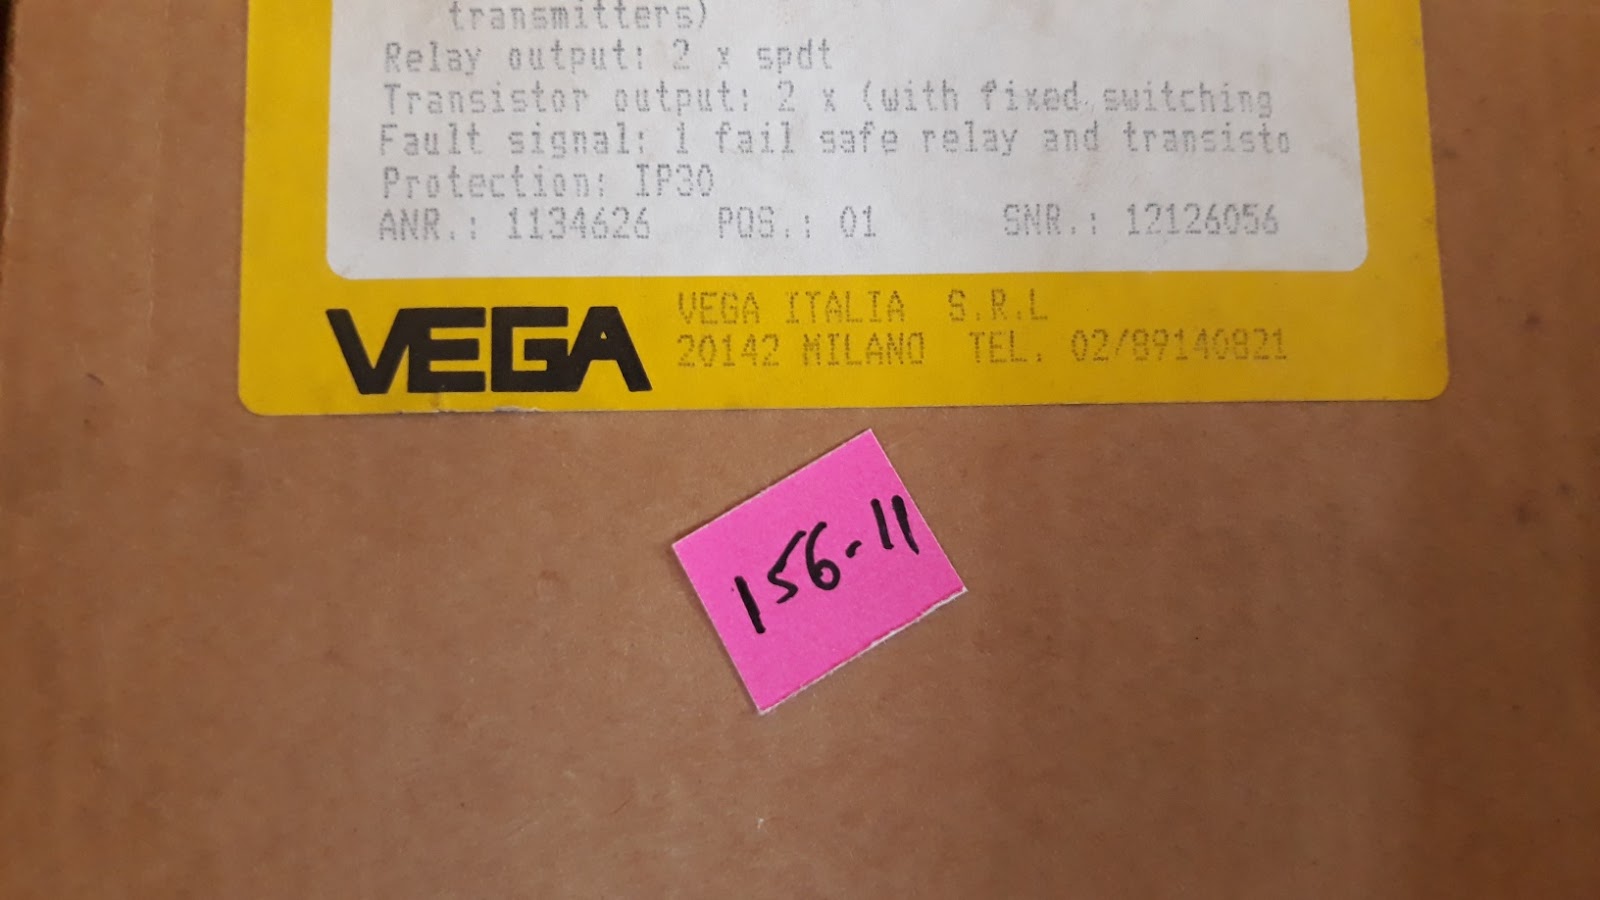 transmitters)
Relay output: 2 x spdt
Transistor output: 2 x (with fixed switching
Fault signal: 1 fail safe relay and transisto
Protection: IP30
ANR.: 1134626 POS.: 01 SNR.: 12126056
VEGA
VEGA ITALIA S.R.L
20142 MILANO TEL. 02/89140821
156-11